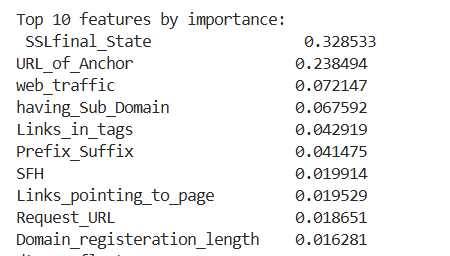 Top 10 features by importance:
SSLfinal_State 0.328533
URL_of_Anchor 0.238494
web_traffic 0.072147
having_Sub_Domain 0.067592
Links_in_tags 0.042919
Prefix_Suffix 0.041475
SFH 0.019914
Links_pointing_to_page 0.019529
Request_URL 0.018651
Domain_registeration_length 0.016281